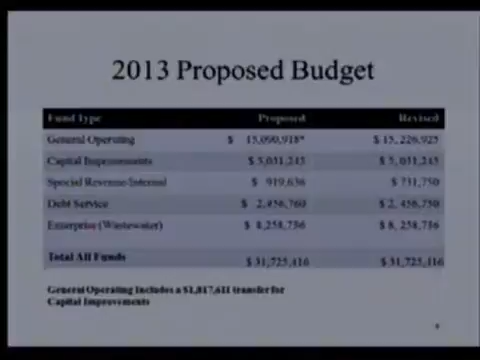 2013 Proposed Budget
Fund Type Proposed Revised
General Operating $ 15,090,918* $ 15, 226,925
Capital Improvements $ 5,031,245 $ 5, 031,245
Special Revenue/Internal $ 919,636 $ 731,750
Debt Service $ 2,456,760 $ 2, 456,750
Enterprise (Wastewater) $ 8,258,736 $ 8, 258,736
Total All Funds $ 31,725,416 $ 31,725,416
General Operating Includes a $1,817,611 transfer for
Capital Improvements